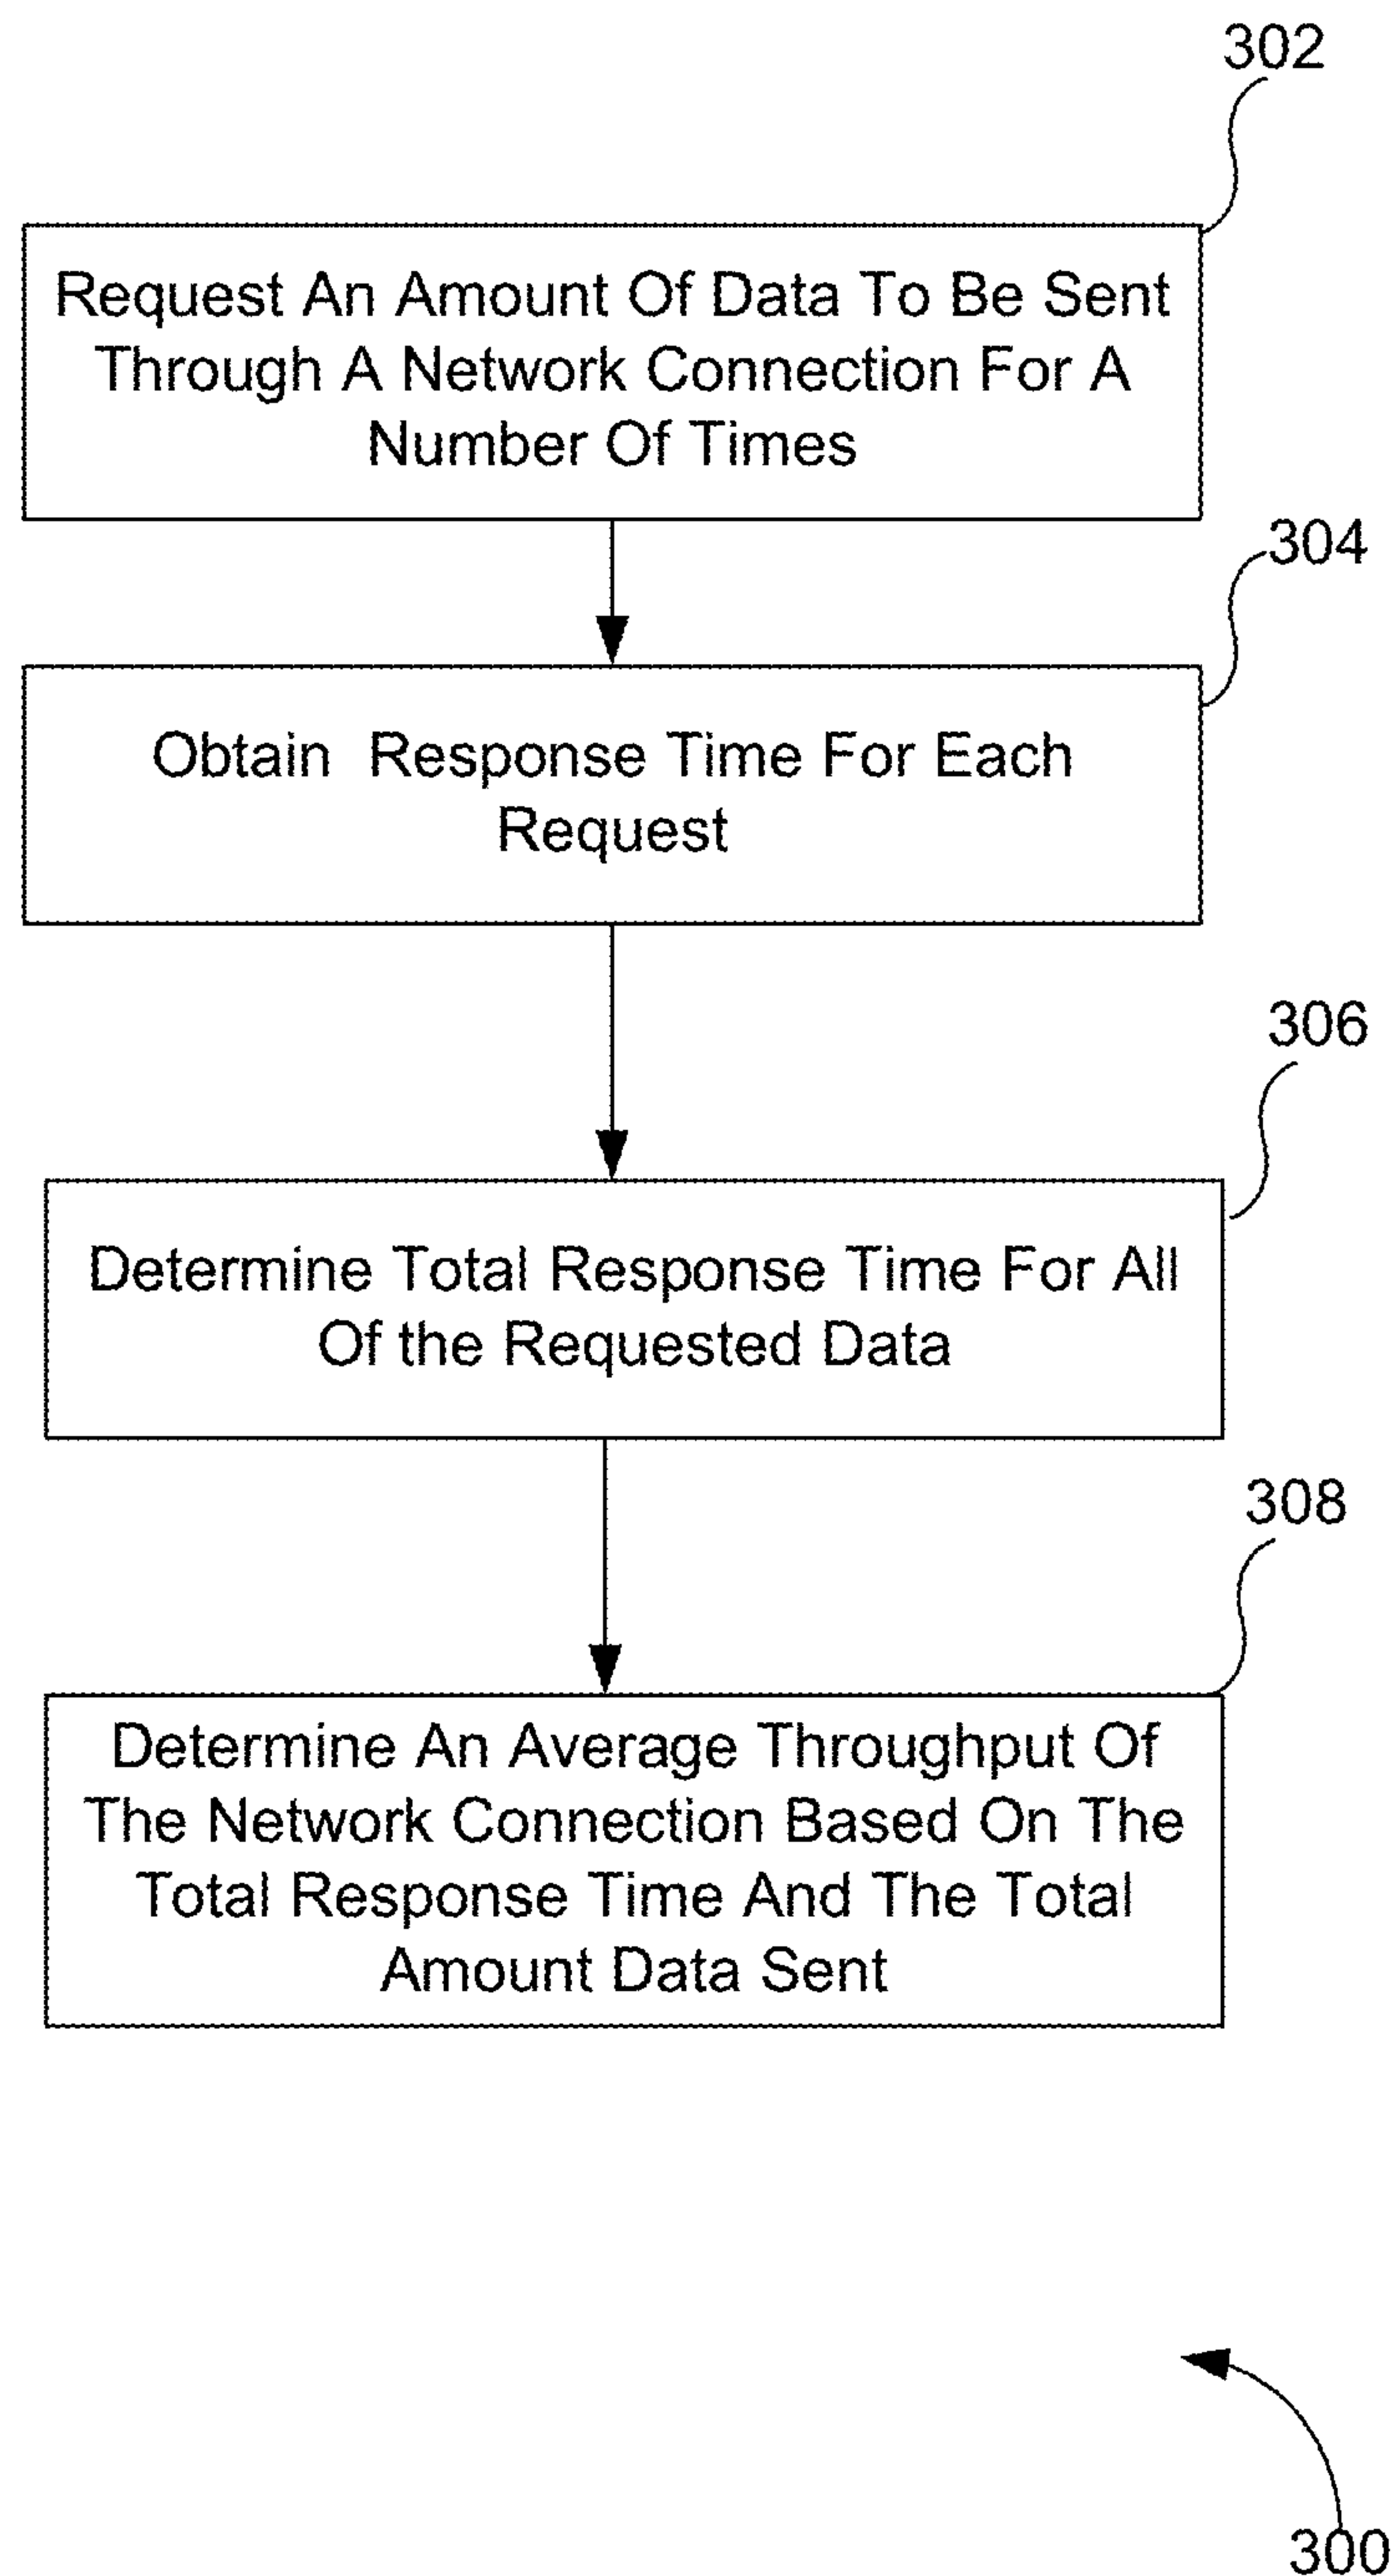 302
Request An Amount Of Data To Be Sent
Through A Network Connection For A
Number Of Times
304
Obtain Response Time For Each
Request
306
Determine Total Response Time For All
Of the Requested Data
308
Determine An Average Throughput Of
The Network Connection Based On The
Total Response Time And The Total
Amount Data Sent
300